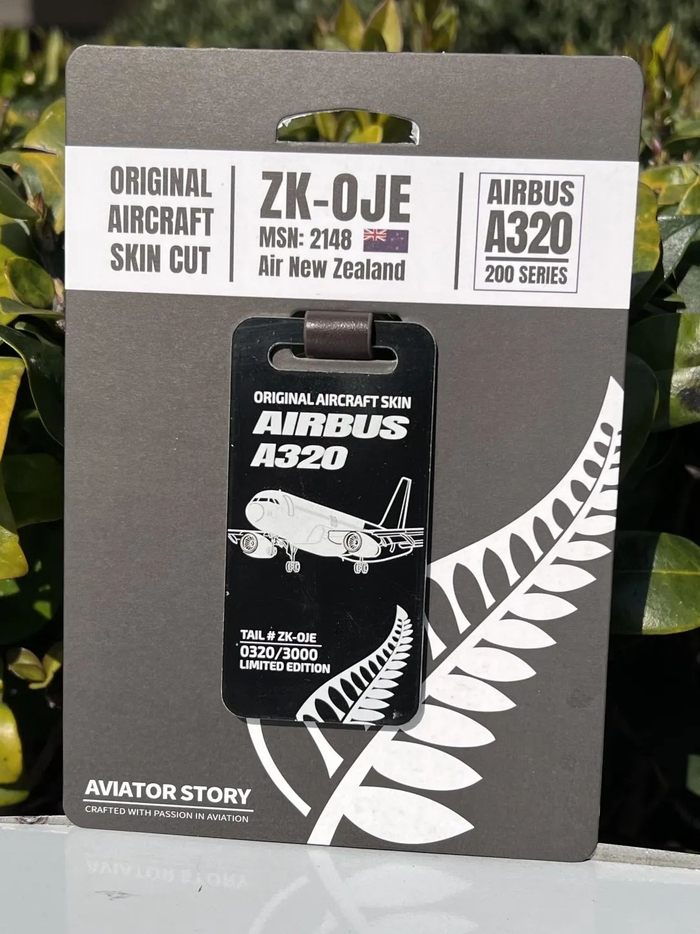 ORIGINAL
AIRCRAFT
SKIN CUT
ZK-OJE
MSN: 2148
Air New Zealand
AIRBUS
A320
200 SERIES
ORIGINAL AIRCRAFT SKIN
AIRBUS
A320
TAIL # ZK-OJE
0320/3000
LIMITED EDITION
AVIATOR STORY
CRAFTED WITH PASSION IN AVIATION